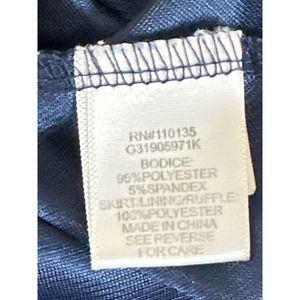 RN#110135
G31905971K
BODICE:
95%POLYESTER
5%SPANDEX
SKIRT/LINING/RUFFLE:
100%POLYESTER
MADE IN CHINA
SEE REVERSE
FOR CARE